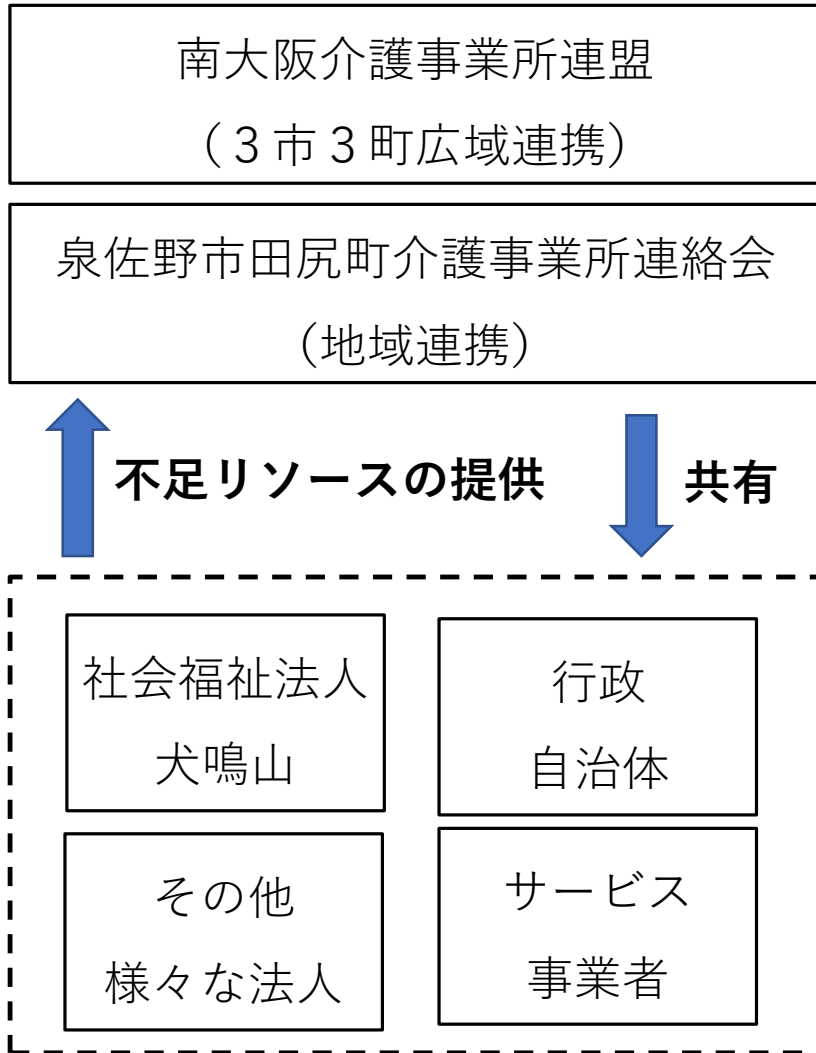 南大阪介護事業所連盟
（３市３町広域連携）
泉佐野市田尻町介護事業所連絡会
（地域連携）
不足リソースの提供
共有
社会福祉法人
犬鳴山
行政
自治体
その他
様々な法人
サービス
事業者